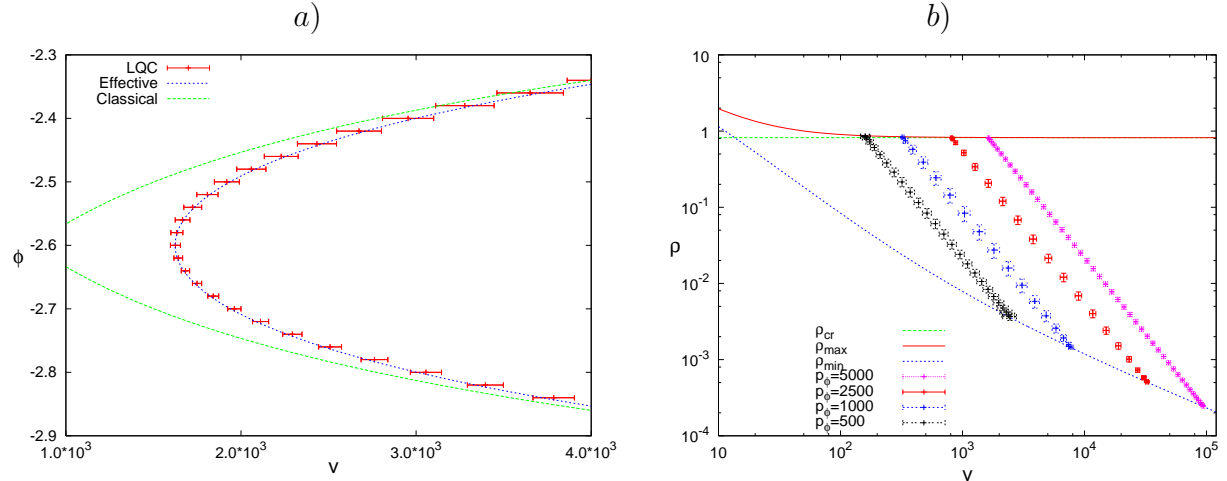 a)
b)
-2.3
-2.4
-2.5
-2.6
-2.7
-2.8
-2.9
ϕ
LQC
Effective
Classical
1.0*10³
2.0*10³
3.0*10³
4.0*10³
v
10
1
10⁻¹
10⁻²
10⁻³
10⁻⁴
ρ
ρcr
ρmax
ρmin
pϕ=5000
pϕ=2500
pϕ=1000
pϕ=500
10
10²
10³
10⁴
10⁵
v